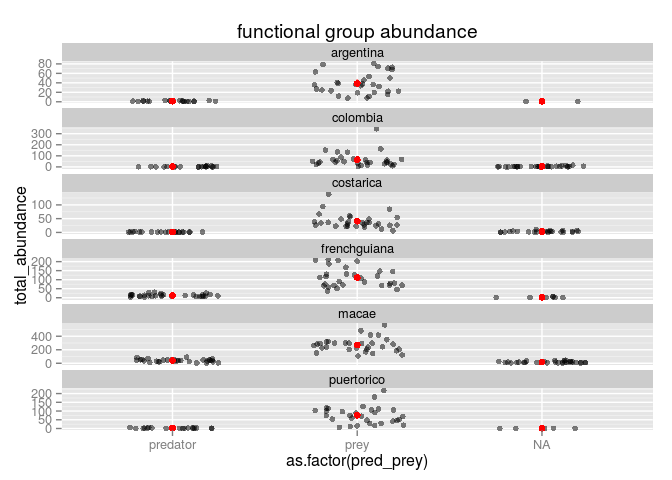 functional group abundance
argentina
80
60
40
20
0
colombia
300
200
100
0
costarica
100
50
0
frenchguiana
200
150
100
50
0
macae
400
200
0
puertorico
200
150
100
50
0
total_abundance
predator prey NA
as.factor(pred_prey)